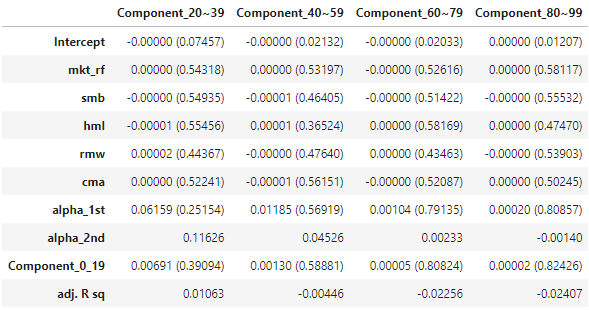 Component_20~39 Component_40~59 Component_60~79 Component_80~99
Intercept -0.00000 (0.07457) -0.00000 (0.02132) -0.00000 (0.02033) 0.00000 (0.01207)
mkt_rf 0.00000 (0.54318) 0.00000 (0.53197) -0.00000 (0.52616) 0.00000 (0.58117)
smb -0.00000 (0.54935) -0.00001 (0.46405) -0.00000 (0.51422) -0.00000 (0.55532)
hml -0.00001 (0.55456) 0.00001 (0.36524) 0.00000 (0.58169) 0.00000 (0.47470)
rmw 0.00002 (0.44367) -0.00000 (0.47640) 0.00000 (0.43463) -0.00000 (0.53903)
cma 0.00000 (0.52241) -0.00001 (0.56151) -0.00000 (0.52087) 0.00000 (0.50245)
alpha_1st 0.06159 (0.25154) 0.01185 (0.56919) 0.00104 (0.79135) 0.00020 (0.80857)
alpha_2nd 0.11626 0.04526 0.00233 -0.00140
Component_0_19 0.00691 (0.39094) 0.00130 (0.58881) 0.00005 (0.80824) 0.00002 (0.82426)
adj. R sq 0.01063 -0.00446 -0.02256 -0.02407